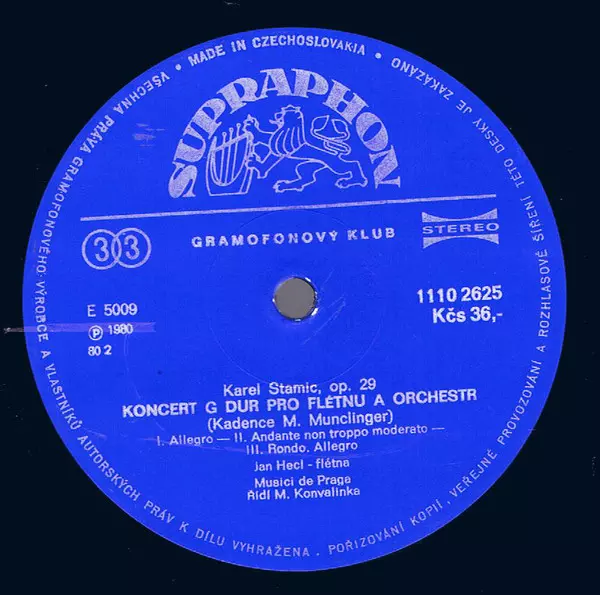 • MADE IN CZECHOSLOVAKIA •
VŠECHNA PRÁVA GRAMOFONOVÉHO VÝROBCE A VLASTNÍKŮ AUTORSKÝCH PRÁV K DÍLU VYHRAŽENA. POŘIZOVÁNÍ KOPIÍ, VEŘEJNÉ PROVOZOVÁNÍ A ROZHLASOVÉ ŠÍŘENÍ TÉTO DESKY JE ZAKÁZÁNO
SUPRAPHON
33
GRAMOFONOVÝ KLUB
STEREO
E 5009
Ⓟ 1980
80 2
1110 2625
Kčs 36,-
Karel Stamic, op. 29
KONCERT G DUR PRO FLÉTNU A ORCHESTR
(Kadence M. Munclinger)
I. Allegro — II. Andante non troppo moderato —
III. Rondo. Allegro
Jan Hecl - flétna
Musici de Praga
Řídí M. Konvalinka